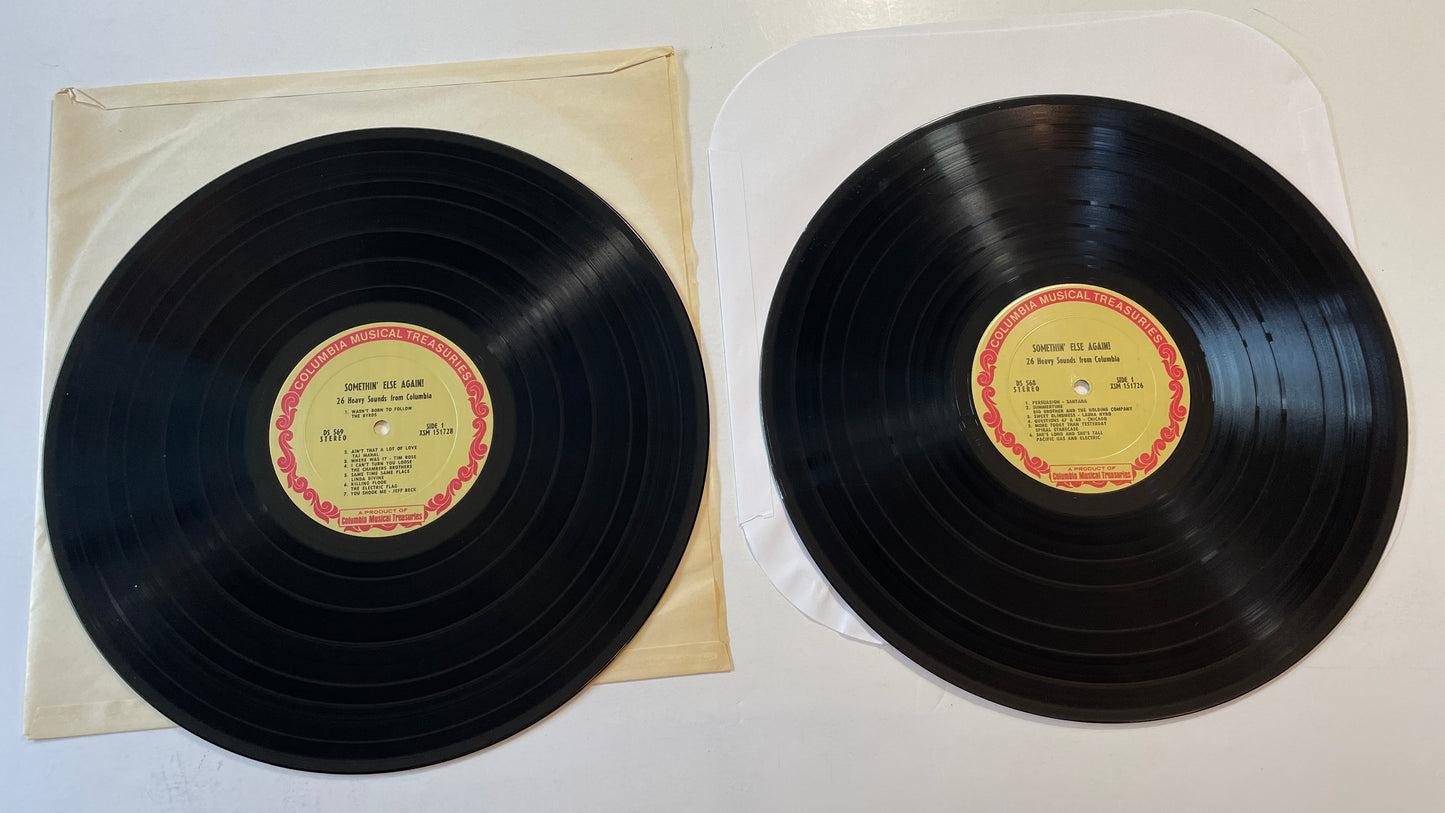 COLUMBIA MUSICAL TREASURIES
SOMETHIN' ELSE AGAIN!
26 Heavy Sounds from Columbia
1. WASN'T BORN TO FOLLOW
THE BYRDS
DS 569
STEREO
SIDE 1
XSM 151728
2. AIN'T THAT A LOT OF LOVE
TAJ MAHAL
3. WHERE WAS IT - TIM ROSE
4. I CAN'T TURN YOU LOOSE
THE CHAMBERS BROTHERS
5. SAME TIME SAME PLACE
LINDA DIVINE
6. KILLING FLOOR
THE ELECTRIC FLAG
7. YOU SHOOK ME - JEFF BECK
A PRODUCT OF
Columbia Musical Treasuries
COLUMBIA MUSICAL TREASURIES
SOMETHIN' ELSE AGAIN!
26 Heavy Sounds from Columbia
DS 568
STEREO
SIDE 1
XSM 151726
1. PERSUASION - SANTANA
2. SUMMERTIME
BIG BROTHER AND THE HOLDING COMPANY
3. SWEET BLINDNESS - LAURA NYRO
4. QUESTIONS 67 & 68 - CHICAGO
5. MORE TODAY THAN YESTERDAY
SPIRAL STARECASE
6. SHE'S LONG AND SHE'S TALL
PACIFIC GAS AND ELECTRIC
A PRODUCT OF
Columbia Musical Treasuries